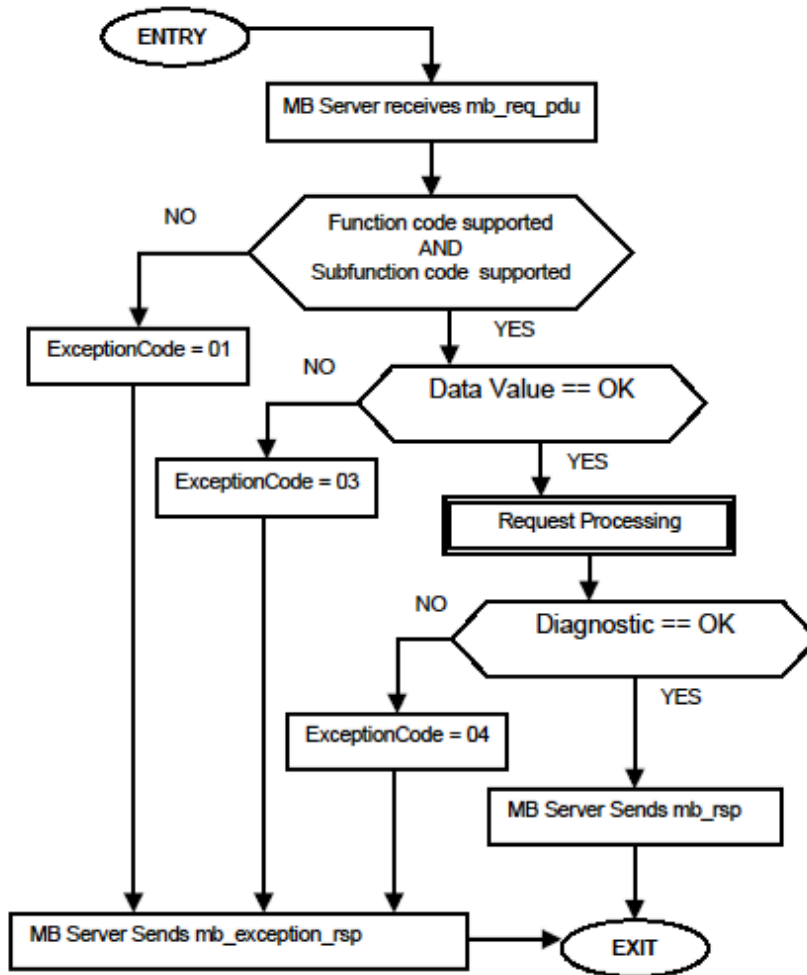 ENTRY
MB Server receives mb_req_pdu
NO
Function code supported
AND
Subfunction code supported
YES
ExceptionCode = 01
NO
Data Value == OK
YES
ExceptionCode = 03
Request Processing
NO
Diagnostic == OK
YES
ExceptionCode = 04
MB Server Sends mb_rsp
MB Server Sends mb_exception_rsp
EXIT